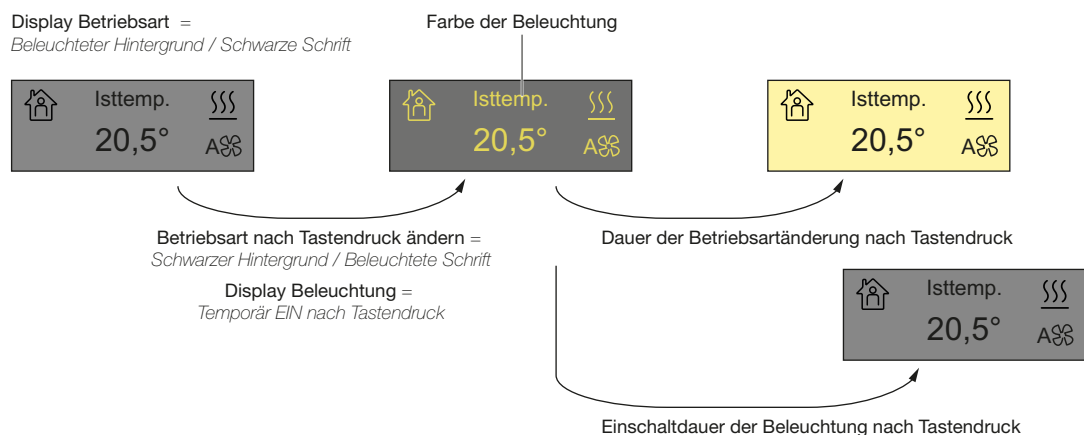 Display Betriebsart =
Beleuchteter Hintergrund / Schwarze Schrift
Farbe der Beleuchtung
Isttemp.
20,5°
A
Isttemp.
20,5°
A
Isttemp.
20,5°
A
Betriebsart nach Tastendruck ändern =
Schwarzer Hintergrund / Beleuchtete Schrift
Display Beleuchtung =
Temporär EIN nach Tastendruck
Dauer der Betriebsartänderung nach Tastendruck
Isttemp.
20,5°
A
Einschaltdauer der Beleuchtung nach Tastendruck